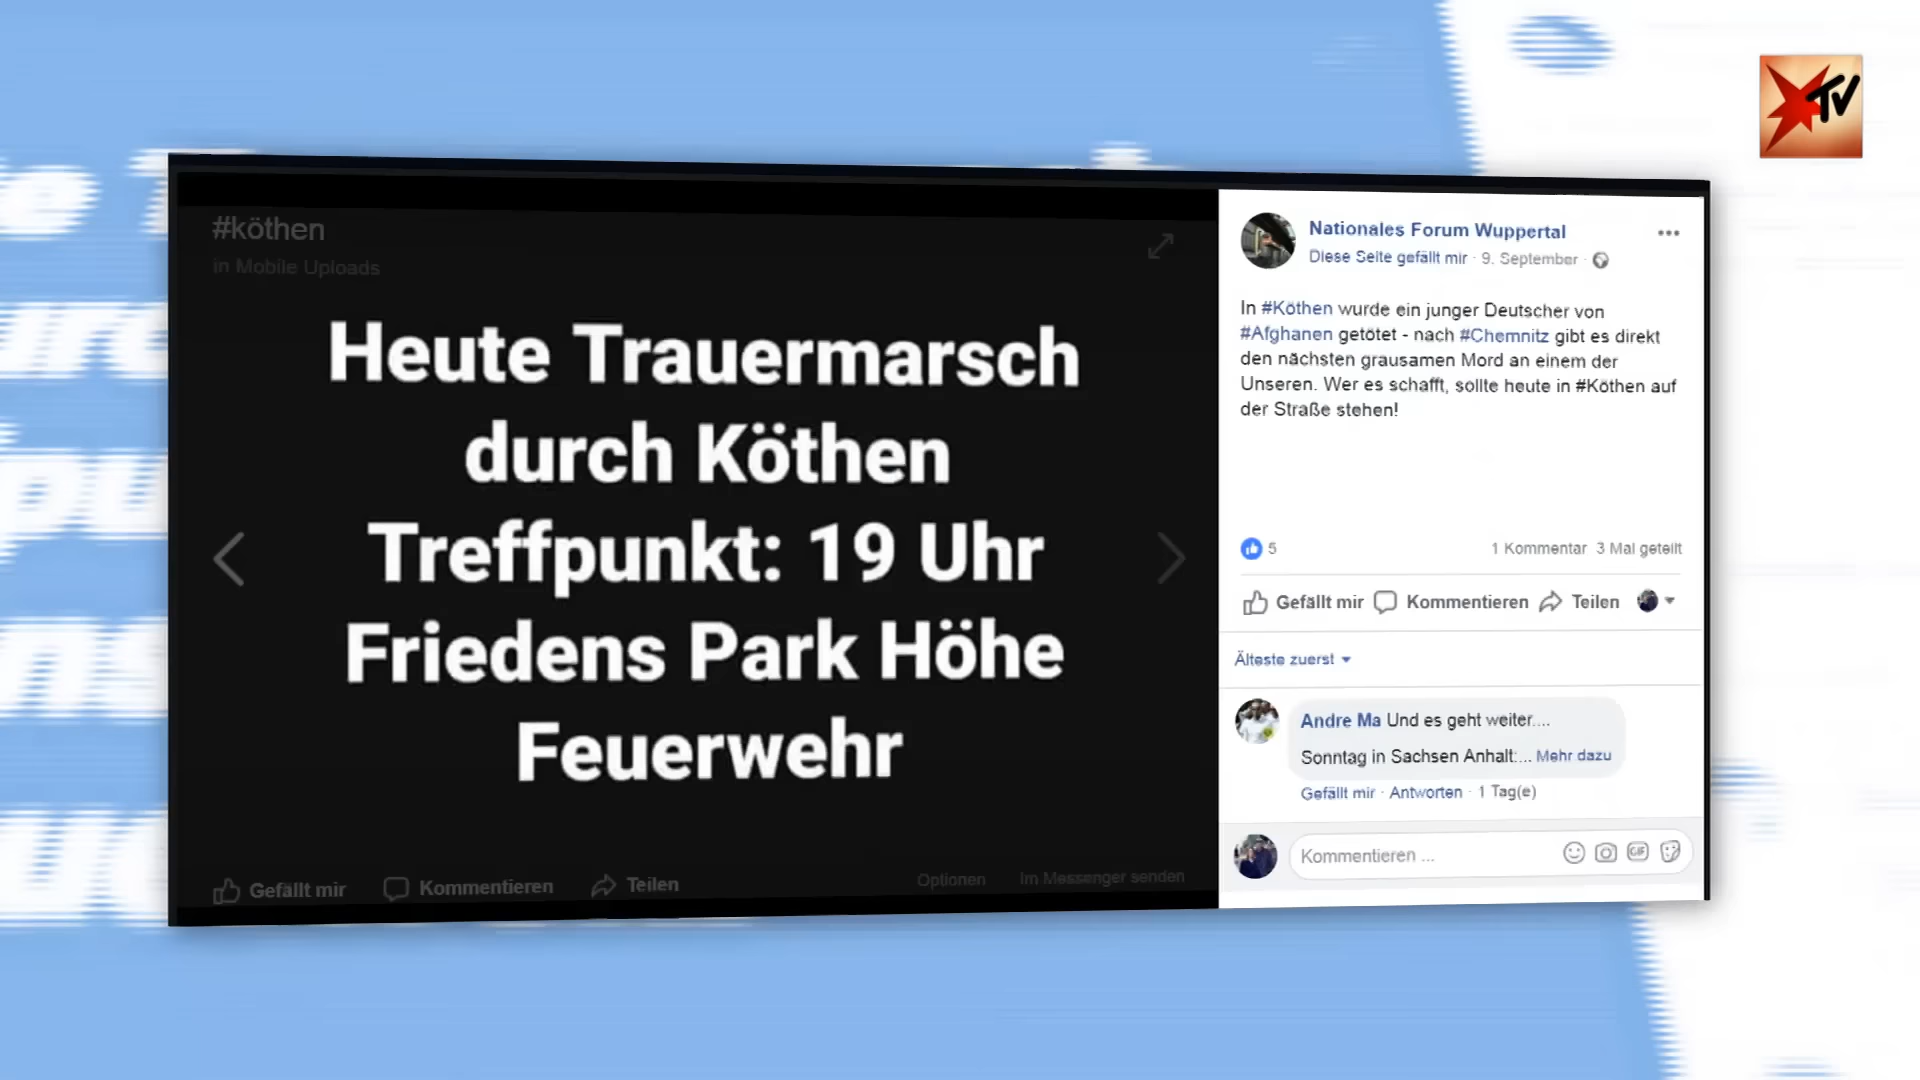 TV
#köthen
in Mobile Uploads
Heute Trauermarsch
durch Köthen
Treffpunkt: 19 Uhr
Friedens Park Höhe
Feuerwehr
Gefällt mir
Kommentieren
Teilen
Optionen
Im Messenger senden
Nationales Forum Wuppertal
Diese Seite gefällt mir · 9. September ·
In #Köthen wurde ein junger Deutscher von
#Afghanen getötet - nach #Chemnitz gibt es direkt
den nächsten grausamen Mord an einem der
Unseren. Wer es schafft, sollte heute in #Köthen auf
der Straße stehen!
5
1 Kommentar 3 Mal geteilt
Gefällt mir Kommentieren Teilen
Älteste zuerst
Andre Ma Und es geht weiter....
Sonntag in Sachsen Anhalt:... Mehr dazu
Gefällt mir · Antworten · 1 Tag(e)
Kommentieren ...
GIF